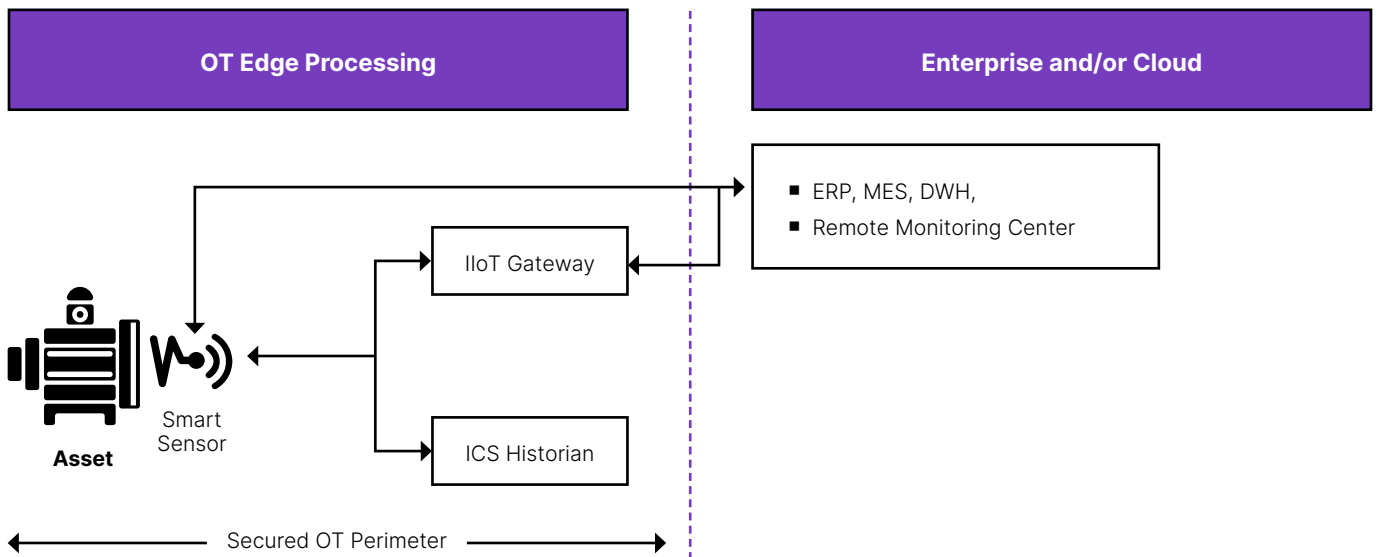 OT Edge Processing
Enterprise and/or Cloud
■ ERP, MES, DWH,
■ Remote Monitoring Center
IIoT Gateway
Smart
Sensor
Asset
ICS Historian
Secured OT Perimeter